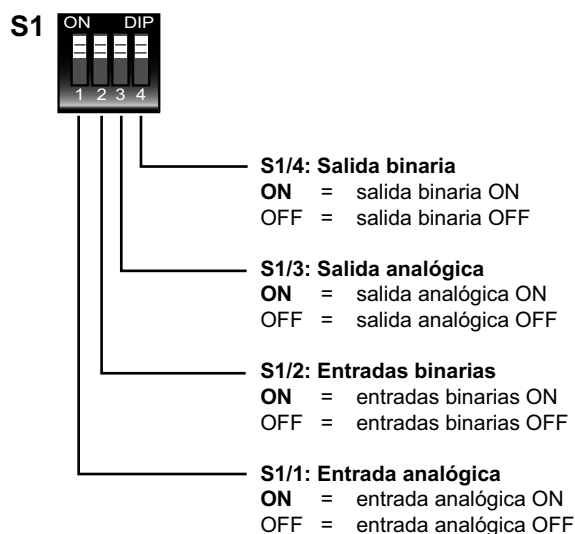 S1
ON DIP
1 2 3 4
S1/4: Salida binaria
ON = salida binaria ON
OFF = salida binaria OFF
S1/3: Salida analógica
ON = salida analógica ON
OFF = salida analógica OFF
S1/2: Entradas binarias
ON = entradas binarias ON
OFF = entradas binarias OFF
S1/1: Entrada analógica
ON = entrada analógica ON
OFF = entrada analógica OFF